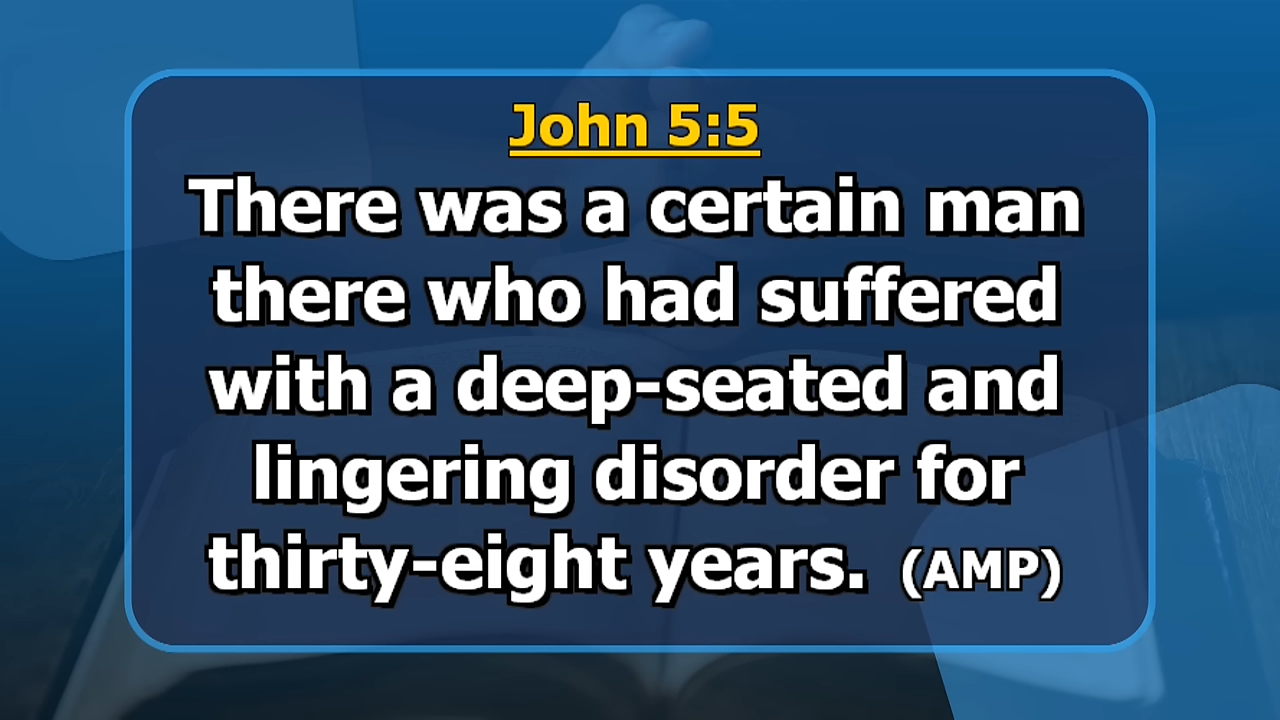 John 5:5
There was a certain man
there who had suffered
with a deep-seated and
lingering disorder for
thirty-eight years. (AMP)